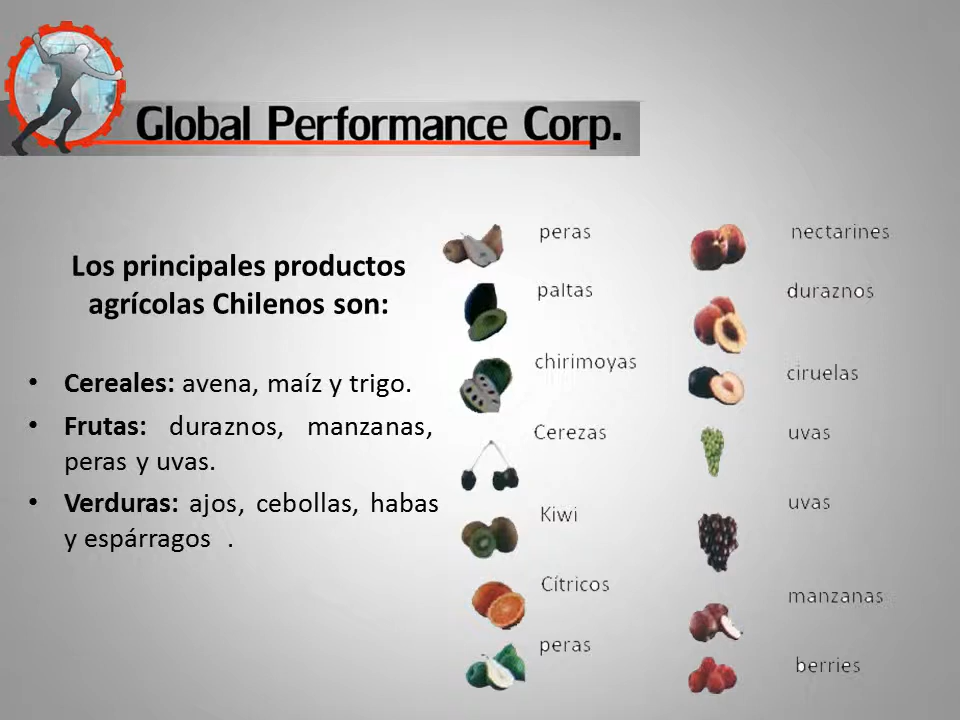 Global Performance Corp.
Los principales productos
agrícolas Chilenos son:
• Cereales: avena, maíz y trigo.
• Frutas: duraznos, manzanas,
peras y uvas.
• Verduras: ajos, cebollas, habas
y espárragos .
peras
paltas
chirimoyas
Cerezas
Kiwi
Cítricos
peras
nectarines
duraznos
ciruelas
uvas
uvas
manzanas
berries